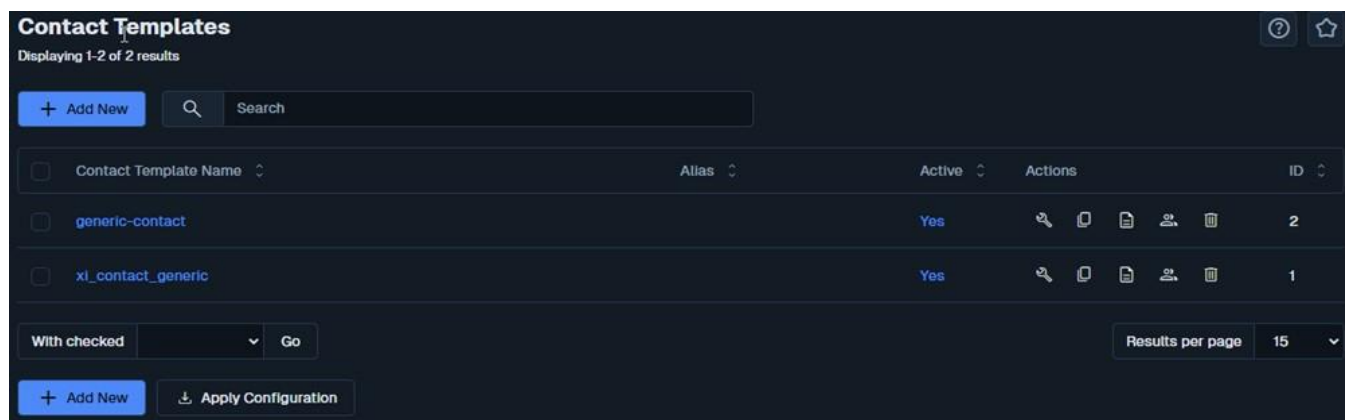 Contact Templates
Displaying 1-2 of 2 results
Add New Search
Contact Template Name Alias Active Actions ID
generic-contact Yes 2
xi_contact_generic Yes 1
With checked Go Results per page 15
Add New Apply Configuration